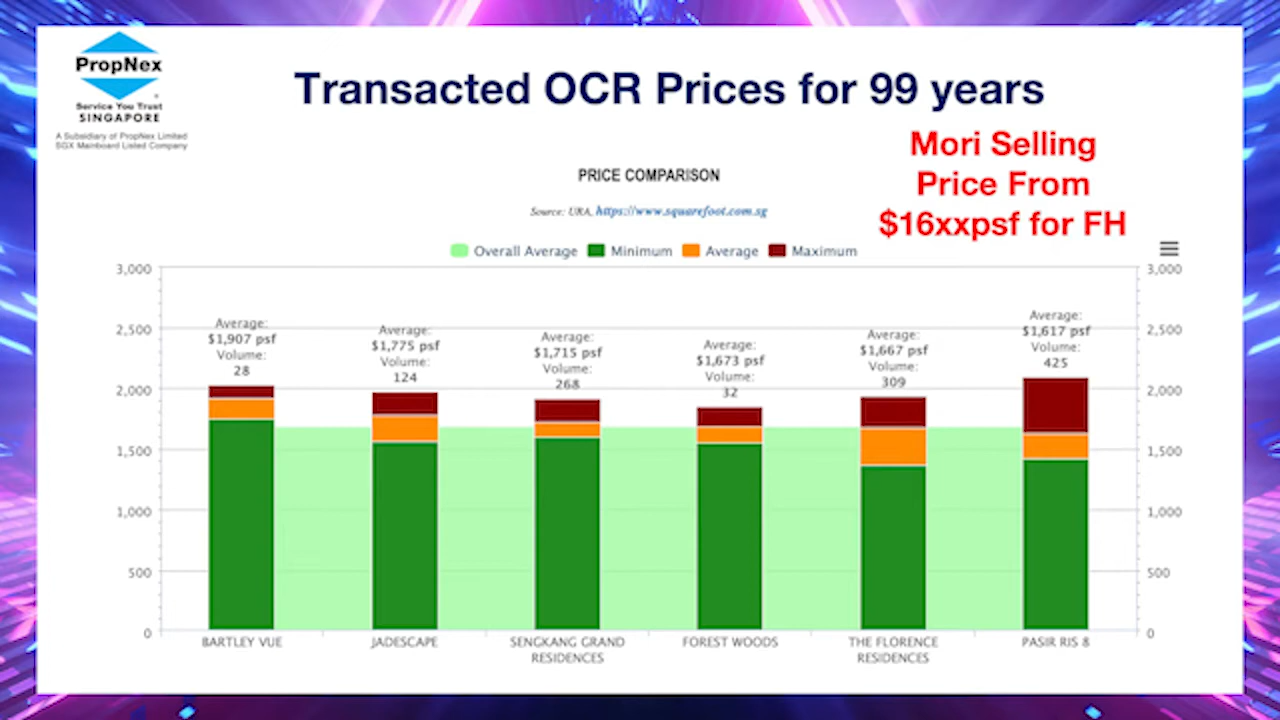 PropNex
Service You Trust
SINGAPORE
A Subsidiary of PropNex Limited
SGX Mainboard Listed Company
Transacted OCR Prices for 99 years
Mori Selling
Price From
$16xxpsf for FH
PRICE COMPARISON
Source: URA, https://www.squarefoot.com.sg
Overall Average Minimum Average Maximum
3,000
2,500
2,000
1,500
1,000
500
0
Average:
$1,907 psf
Volume:
28
Average:
$1,775 psf
Volume:
124
Average:
$1,715 psf
Volume:
268
Average:
$1,673 psf
Volume:
32
Average:
$1,667 psf
Volume:
309
Average:
$1,617 psf
Volume:
425
3,000
2,500
2,000
1,500
1,000
500
0
BARTLEY VUE
JADESCAPE
SENGKANG GRAND
RESIDENCES
FOREST WOODS
THE FLORENCE
RESIDENCES
PASIR RIS 8